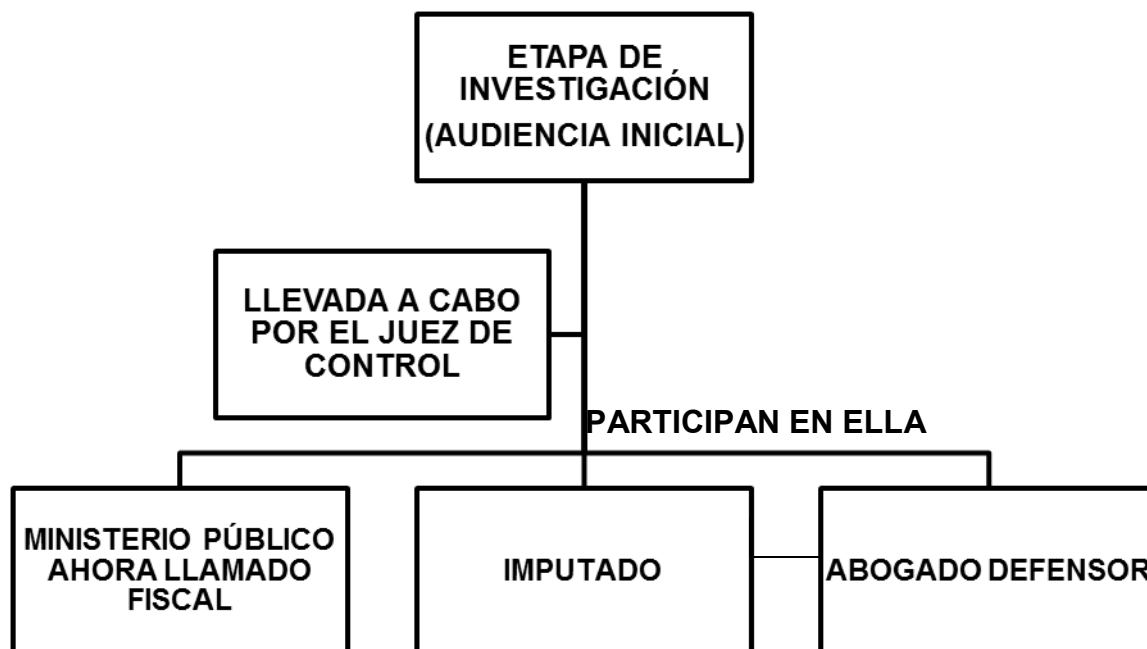 ETAPA DE
INVESTIGACIÓN
(AUDIENCIA INICIAL)
LLEVADA A CABO
POR EL JUEZ DE
CONTROL
PARTICIPAN EN ELLA
MINISTERIO PÚBLICO
AHORA LLAMADO
FISCAL
IMPUTADO
ABOGADO DEFENSOR